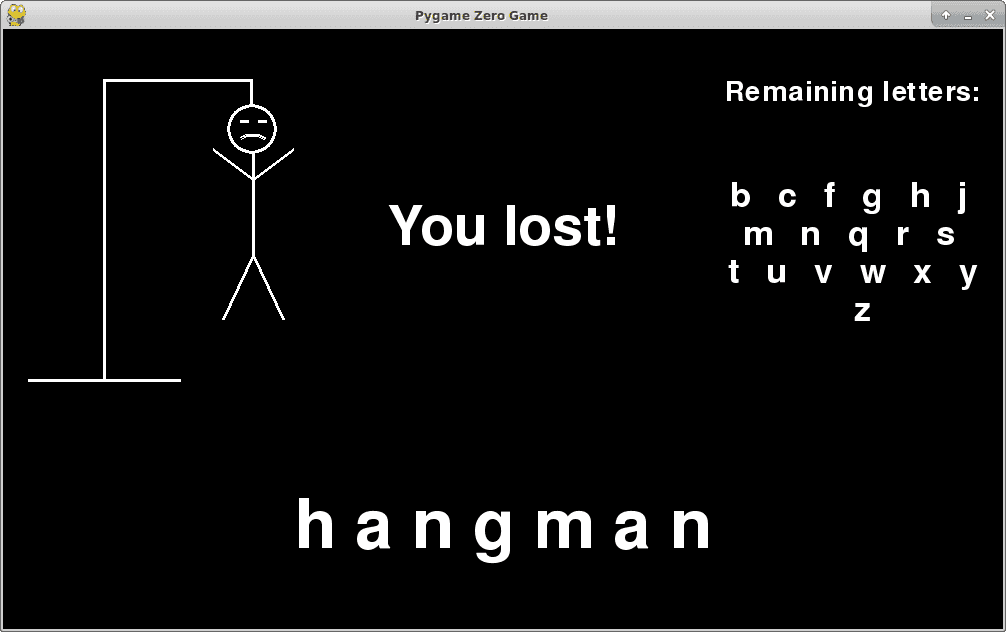 Pygame Zero Game
Remaining letters:
b c f g h j
m n q r s
t u v w x y
z
You lost!
h a n g m a n